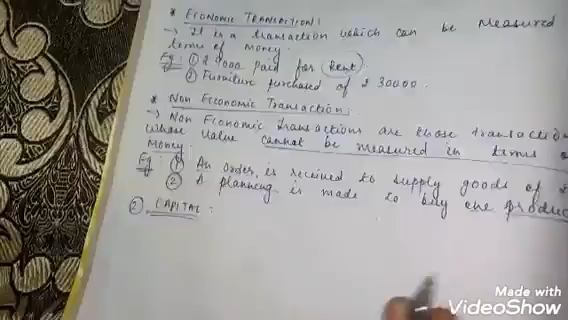 * ECONOMIC TRANSACTION:
→ It is a transaction which can be measured
terms of money.
Eg: ① ₹ 2000 paid for Rent.
② Furniture purchased of ₹ 30000.
* Non Economic Transaction:
→ Non Economic transactions are those transaction
whose value cannot be measured in terms
Money.
Eg: ① An order is received to supply goods of
② A planning is made to buy the produc
② CAPITAL:
Made with
VideoShow